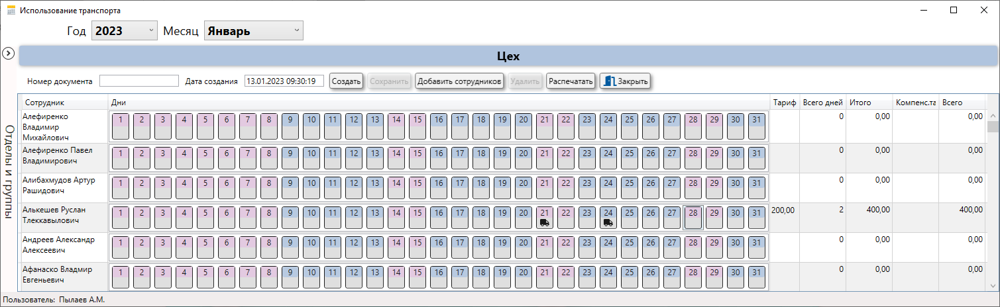 Использование транспорта
Год 2023 Месяц Январь
Цех
Номер документа Дата создания 13.01.2023 09:30:19 Создать Сохранить Добавить сотрудников Удалить Распечатать Закрыть
Отделы и группы
Сотрудник Дни Тариф Всего дней Итого Компенс.та Всего
Алефиренко
Владимир
Михайлович
1 2 3 4 5 6 7 8 9 10 11 12 13 14 15 16 17 18 19 20 21 22 23 24 25 26 27 28 29 30 31 0 0,00 0,00
Алефиренко Павел
Владимирович
1 2 3 4 5 6 7 8 9 10 11 12 13 14 15 16 17 18 19 20 21 22 23 24 25 26 27 28 29 30 31 0 0,00 0,00
Алибахмудов Артур
Рашидович
1 2 3 4 5 6 7 8 9 10 11 12 13 14 15 16 17 18 19 20 21 22 23 24 25 26 27 28 29 30 31 0 0,00 0,00
Алькешев Руслан
Тлеккавылович
1 2 3 4 5 6 7 8 9 10 11 12 13 14 15 16 17 18 19 20 21 22 23 24 25 26 27 28 29 30 31 200,00 2 400,00 400,00
Андреев Александр
Алексеевич
1 2 3 4 5 6 7 8 9 10 11 12 13 14 15 16 17 18 19 20 21 22 23 24 25 26 27 28 29 30 31 0 0,00 0,00
Афанаско Владмир
Евгеньевич
1 2 3 4 5 6 7 8 9 10 11 12 13 14 15 16 17 18 19 20 21 22 23 24 25 26 27 28 29 30 31 0 0,00 0,00
Пользователь: Пылаев А.М.